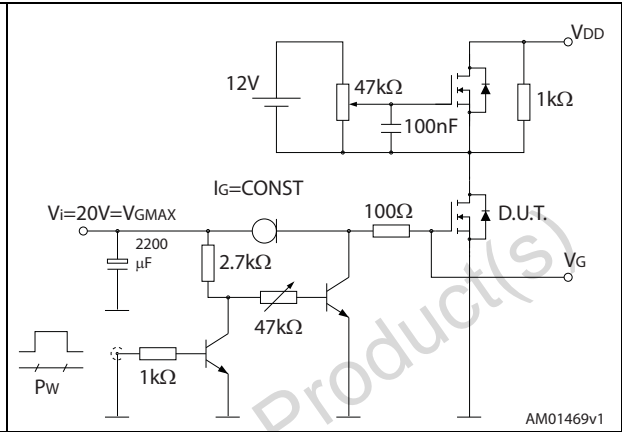 VDD
12V
47kΩ
1kΩ
100nF
IG=CONST
Vi=20V=VGMAX
100Ω
D.U.T.
2200
μF
2.7kΩ
VG
47kΩ
1kΩ
PW
Product(s)
AM01469v1